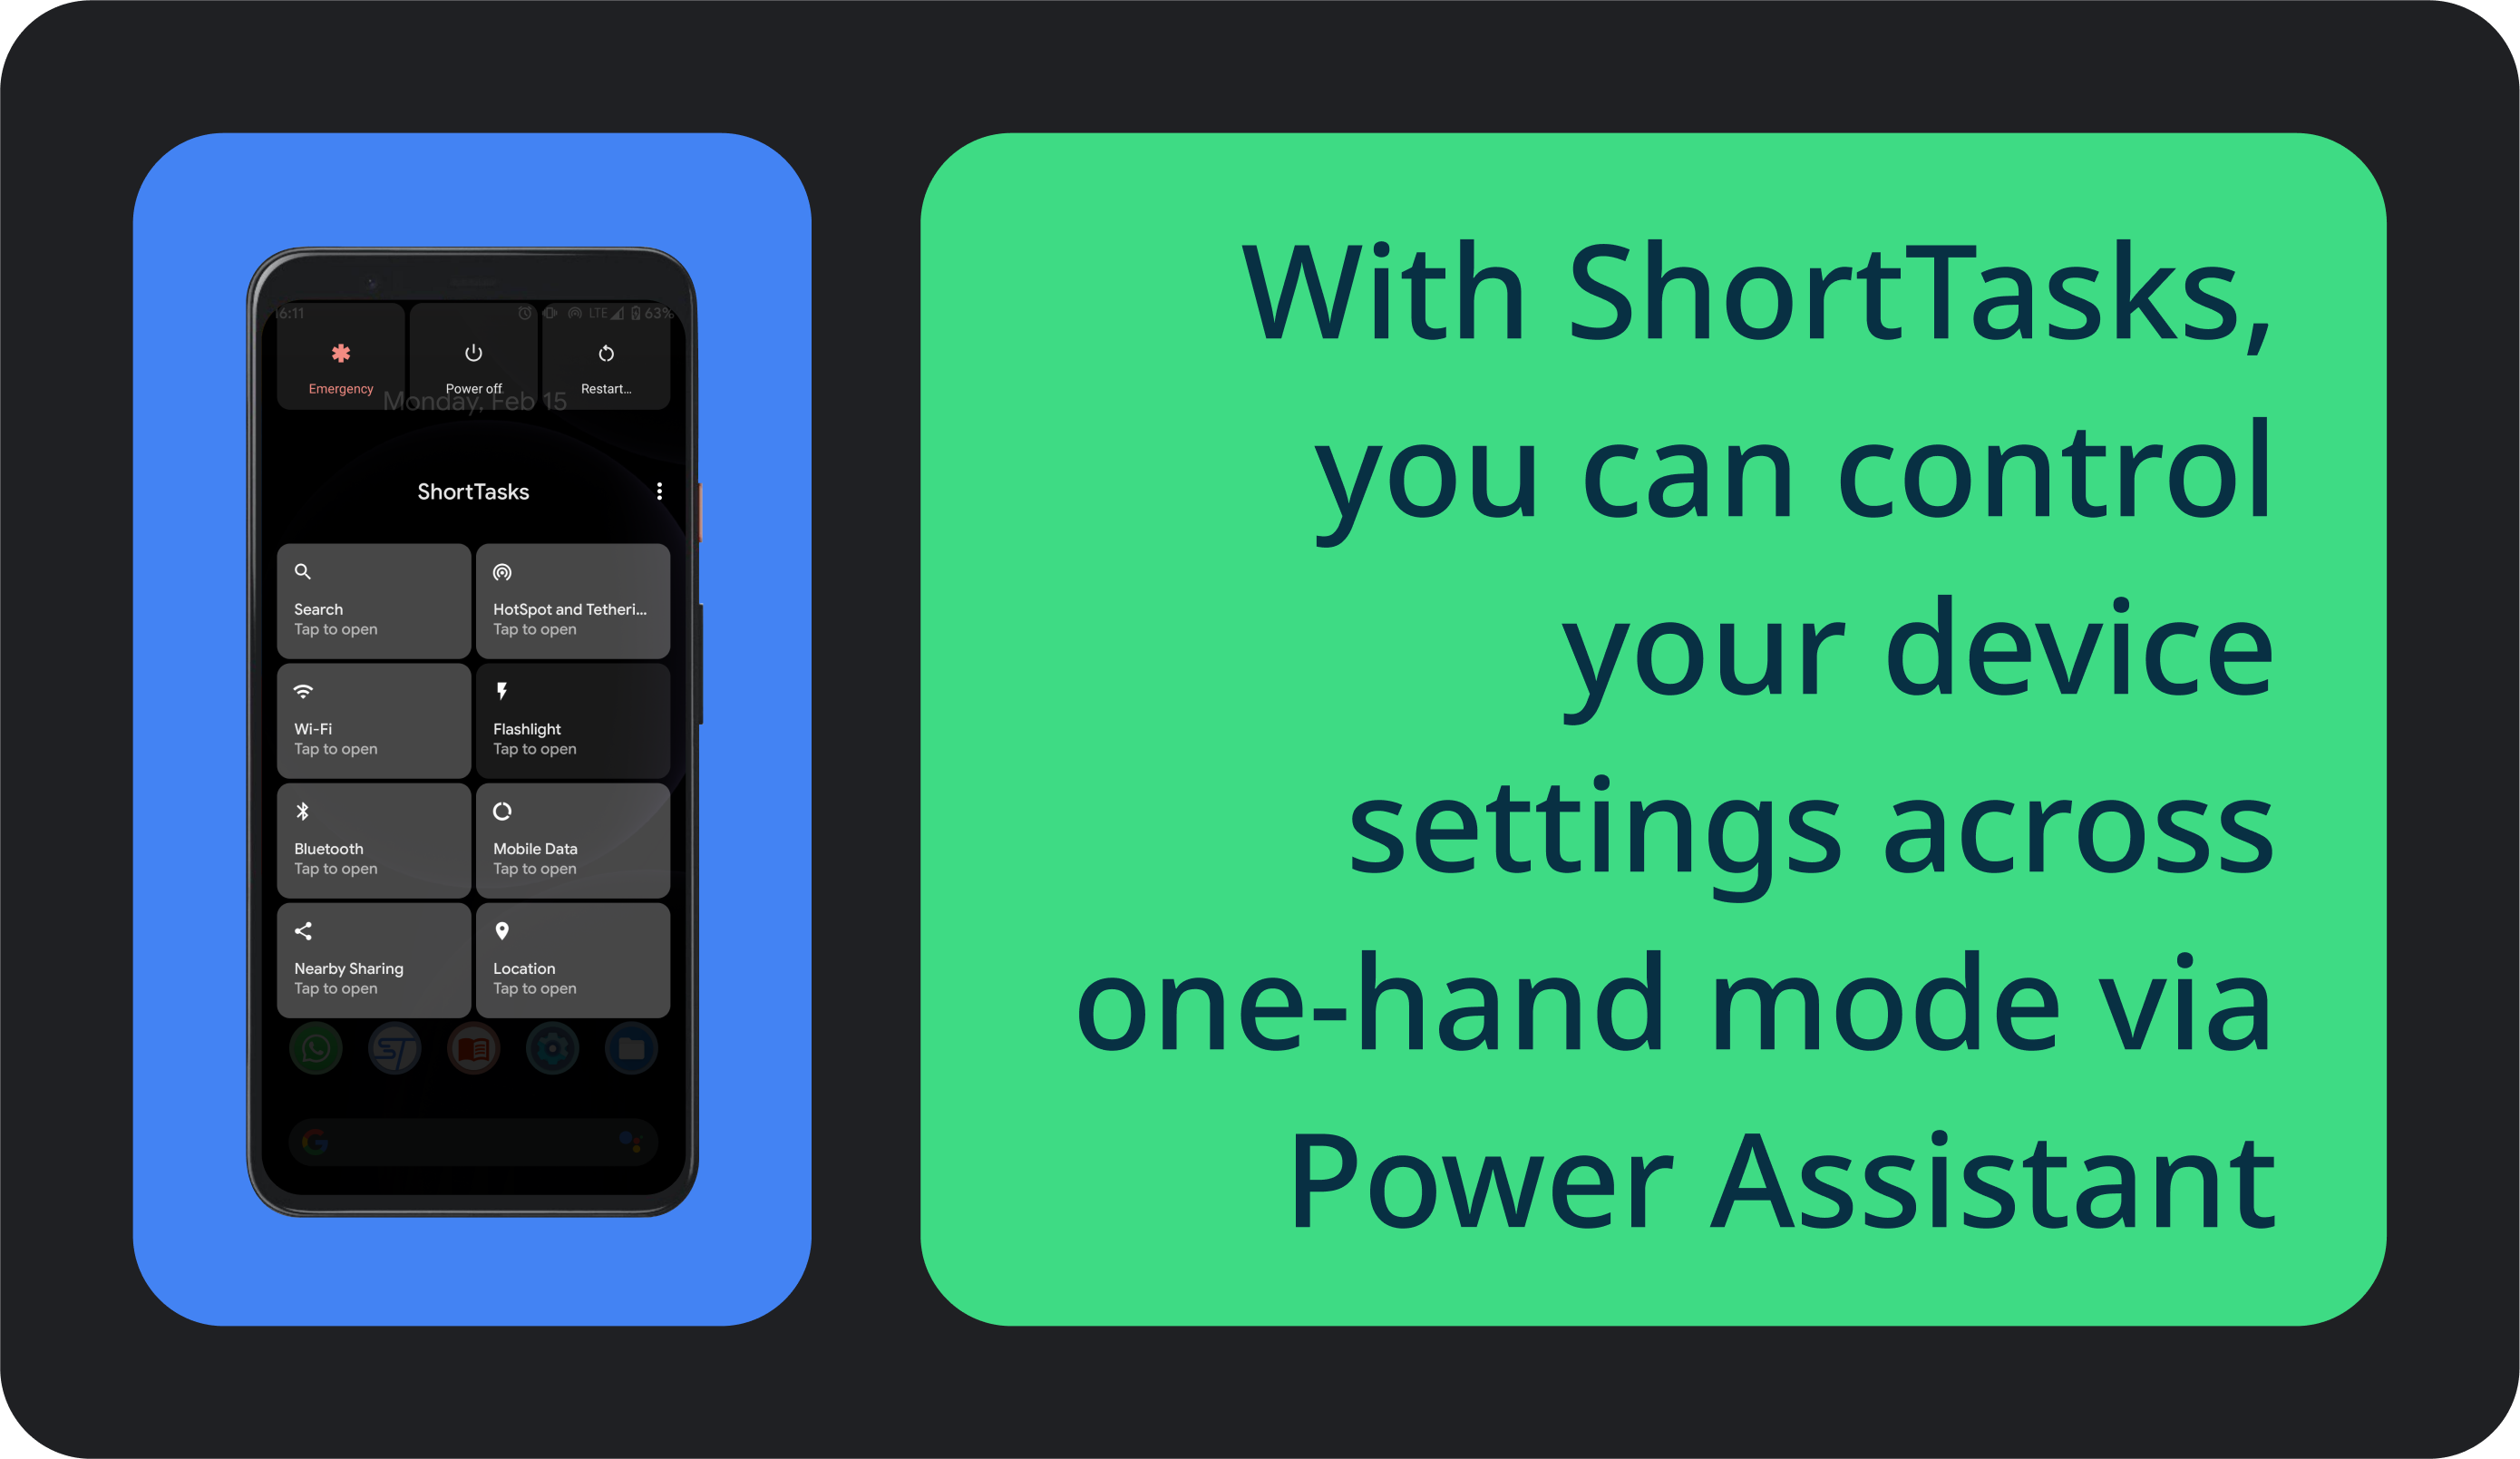 6:11 LTE 63%
Emergency Power off Restart...
Monday, Feb 15
ShortTasks
Search
Tap to open
HotSpot and Tetheri...
Tap to open
Wi-Fi
Tap to open
Flashlight
Tap to open
Bluetooth
Tap to open
Mobile Data
Tap to open
Nearby Sharing
Tap to open
Location
Tap to open
With ShortTasks,
you can control
your device
settings across
one-hand mode via
Power Assistant